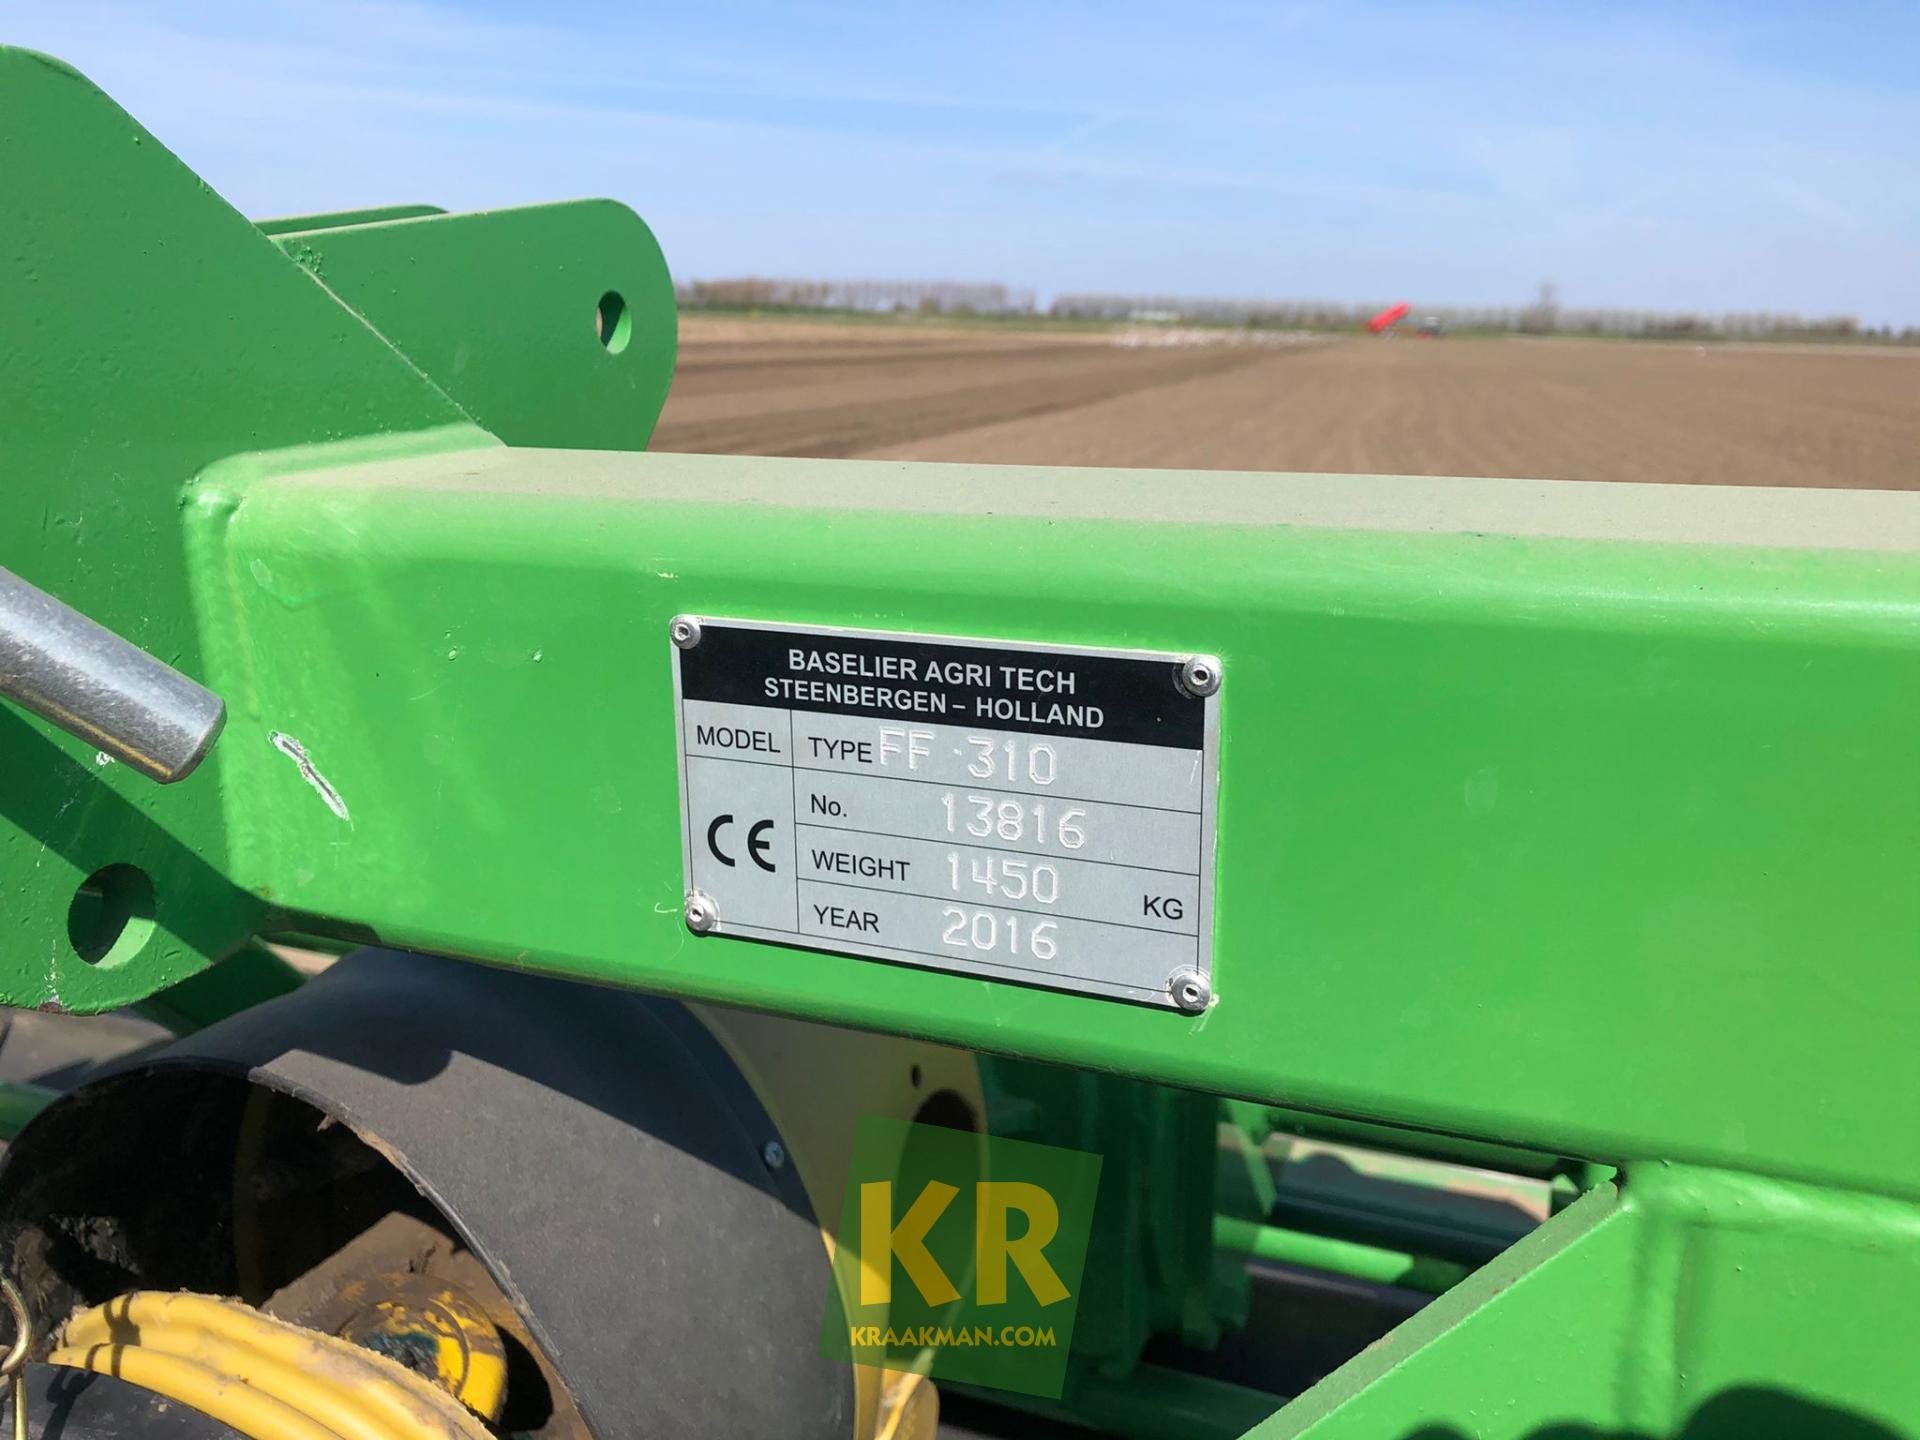 BASELIER AGRI TECH
STEENBERGEN – HOLLAND
MODEL TYPE FF 310
No. 13816
CE WEIGHT 1450 KG
YEAR 2016
KR
KRAAKMAN.COM